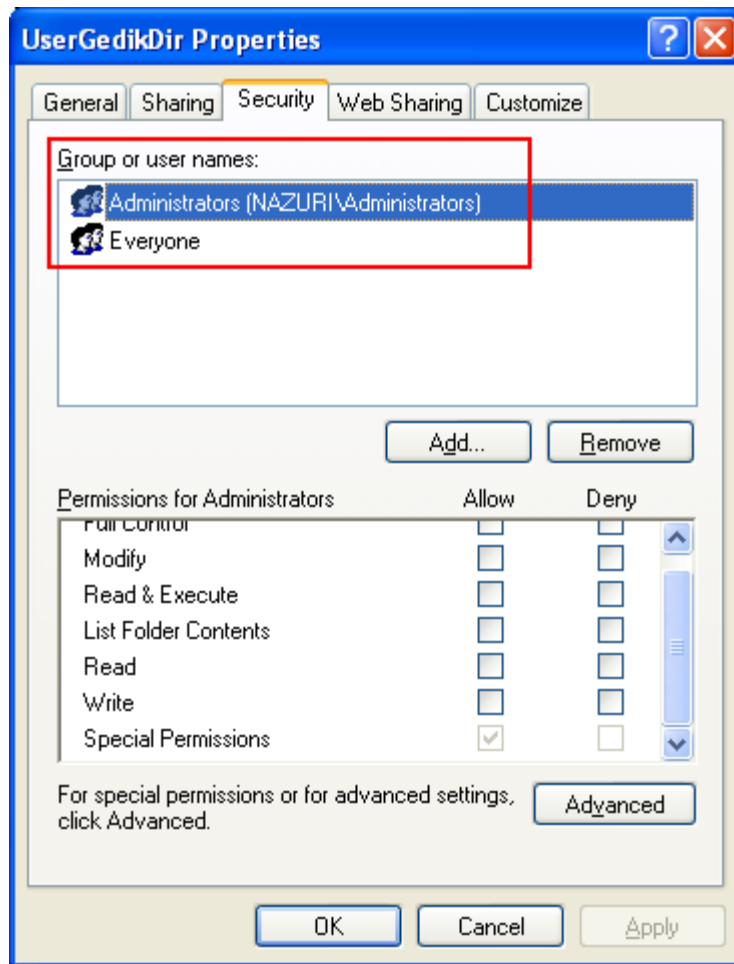 UserGedikDir Properties
General Sharing Security Web Sharing Customize
Group or user names:
Administrators (NAZURI\Administrators)
Everyone
Add... Remove
Permissions for Administrators Allow Deny
Full Control
Modify
Read & Execute
List Folder Contents
Read
Write
Special Permissions
For special permissions or for advanced settings,
click Advanced.
Advanced
OK Cancel Apply